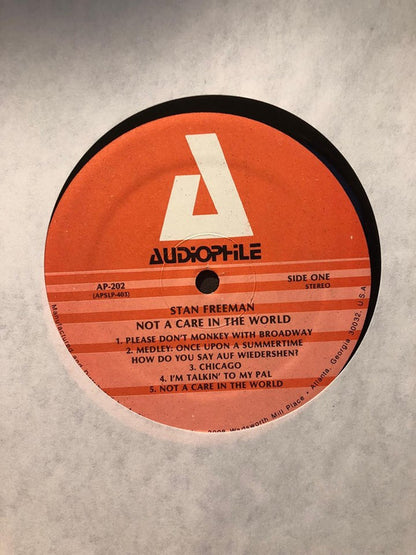 AUDIOPHILE
AP-202
(APSLP-403)
SIDE ONE
STEREO
STAN FREEMAN
NOT A CARE IN THE WORLD
1. PLEASE DON'T MONKEY WITH BROADWAY
2. MEDLEY: ONCE UPON A SUMMERTIME
HOW DO YOU SAY AUF WIEDERSHEN?
3. CHICAGO
4. I'M TALKIN' TO MY PAL
5. NOT A CARE IN THE WORLD
Wadsworth Mill Place • Atlanta, Georgia 30032, U.S.A.